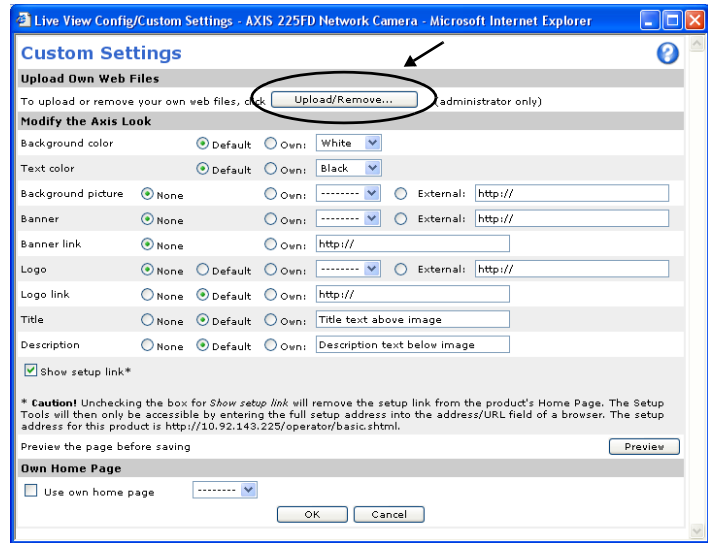 Live View Config/Custom Settings - AXIS 225FD Network Camera - Microsoft Internet Explorer
Custom Settings ?
Upload Own Web Files
To upload or remove your own web files, click Upload/Remove... (administrator only)
Modify the Axis Look
Background color Default Own: White
Text color Default Own: Black
Background picture None Own: -------- External: http://
Banner None Own: -------- External: http://
Banner link None Own: http://
Logo None Default Own: -------- External: http://
Logo link None Default Own: http://
Title None Default Own: Title text above image
Description None Default Own: Description text below image
Show setup link*
* Caution! Unchecking the box for Show setup link will remove the setup link from the product's Home Page. The Setup
Tools will then only be accessible by entering the full setup address into the address/URL field of a browser. The setup
address for this product is http://10.92.143.225/operator/basic.shtml.
Preview the page before saving Preview
Own Home Page
Use own home page --------
OK Cancel